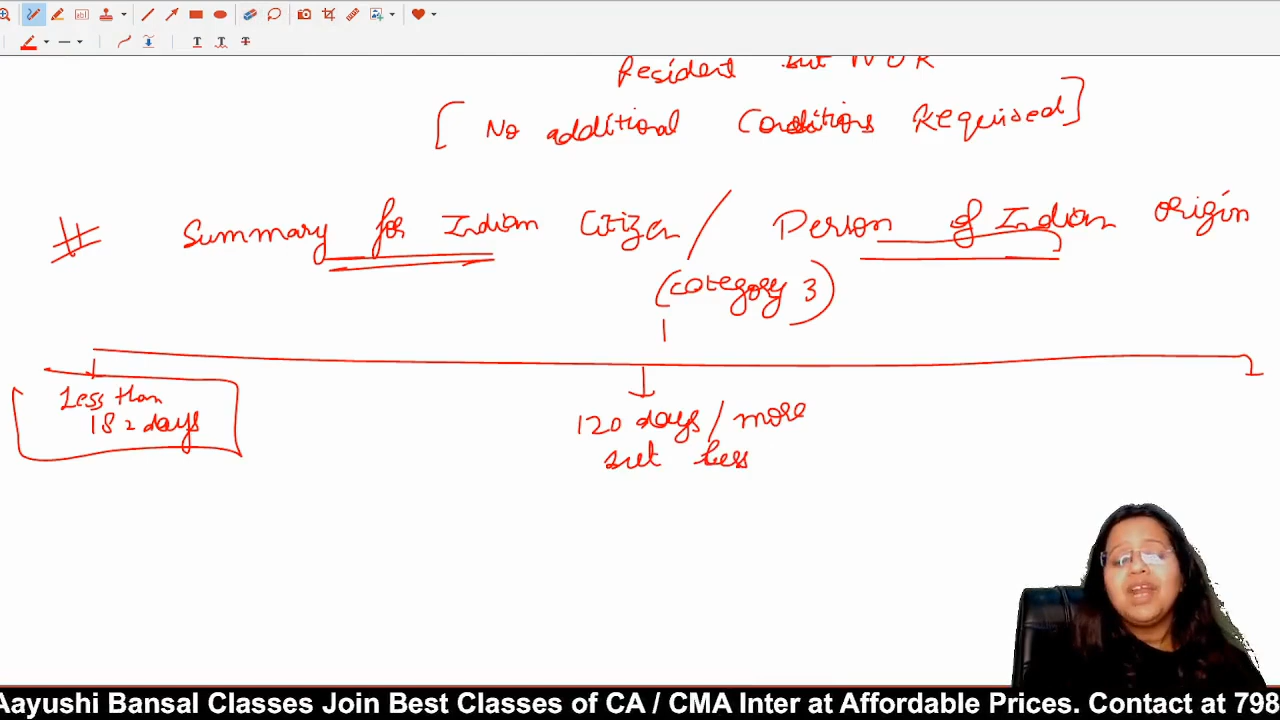 Resident but NOR
[No additional Conditions Required]
# Summary for Indian Citizen / Person of Indian origin
(category 3)
Less than
182 days
120 days / more
but less
Aayushi Bansal Classes Join Best Classes of CA / CMA Inter at Affordable Prices. Contact at 798